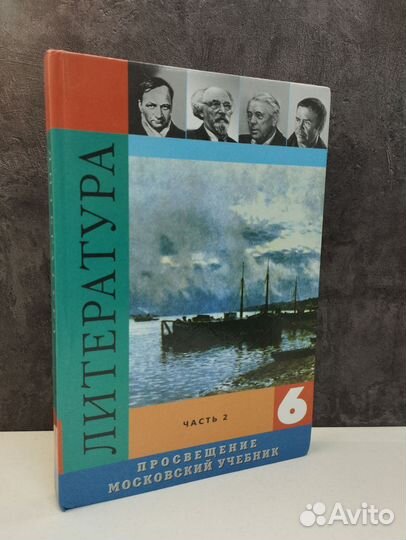 ЛИТЕРАТУРА
ЧАСТЬ 2
6
ПРОСВЕЩЕНИЕ
МОСКОВСКИЙ УЧЕБНИК
Avito